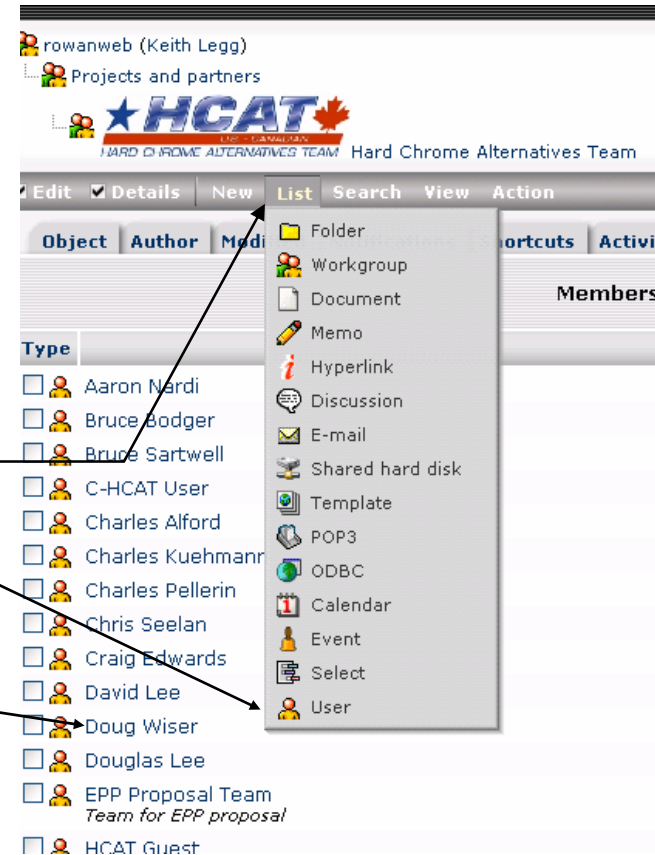 rowanweb (Keith Legg)
Projects and partners
HCAT
US - CANADIAN
HARD CHROME ALTERNATIVES TEAM Hard Chrome Alternatives Team
Edit Details New List Search View Action
Object Author
Members
Type
Folder
Workgroup
Document
Memo
Hyperlink
Discussion
E-mail
Shared hard disk
Template
POP3
ODBC
Calendar
Event
Select
User
Aaron Nardi
Bruce Bodger
Bruce Sartwell
C-HCAT User
Charles Alford
Charles Kuehmann
Charles Pellerin
Chris Seelan
Craig Edwards
David Lee
Doug Wiser
Douglas Lee
EPP Proposal Team
Team for EPP proposal
HCAT Guest